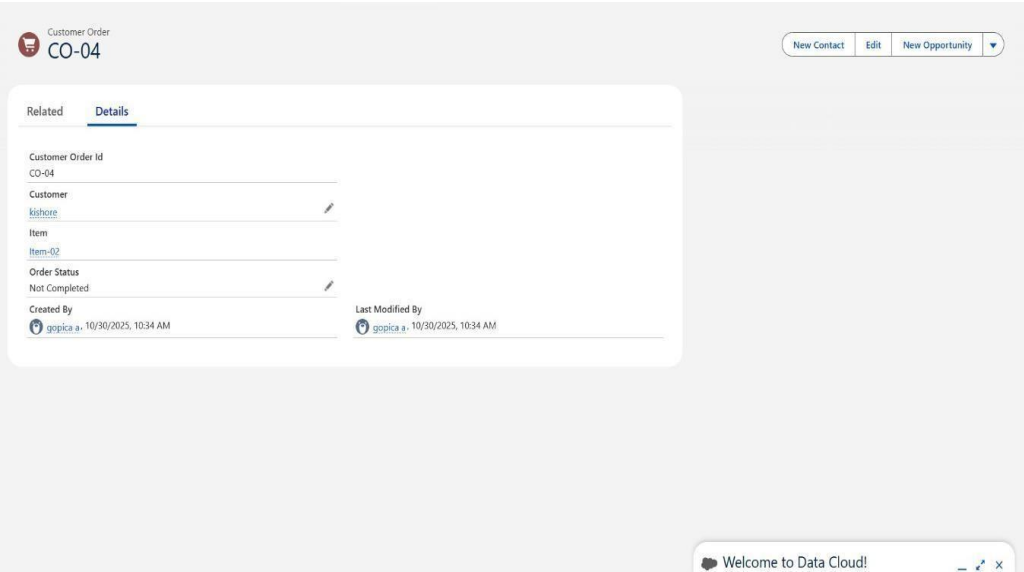 Customer Order
CO-04
New Contact Edit New Opportunity
Related Details
Customer Order Id
CO-04
Customer
kishore
Item
Item-02
Order Status
Not Completed
Created By
gopica a, 10/30/2025, 10:34 AM
Last Modified By
gopica a, 10/30/2025, 10:34 AM
Welcome to Data Cloud!